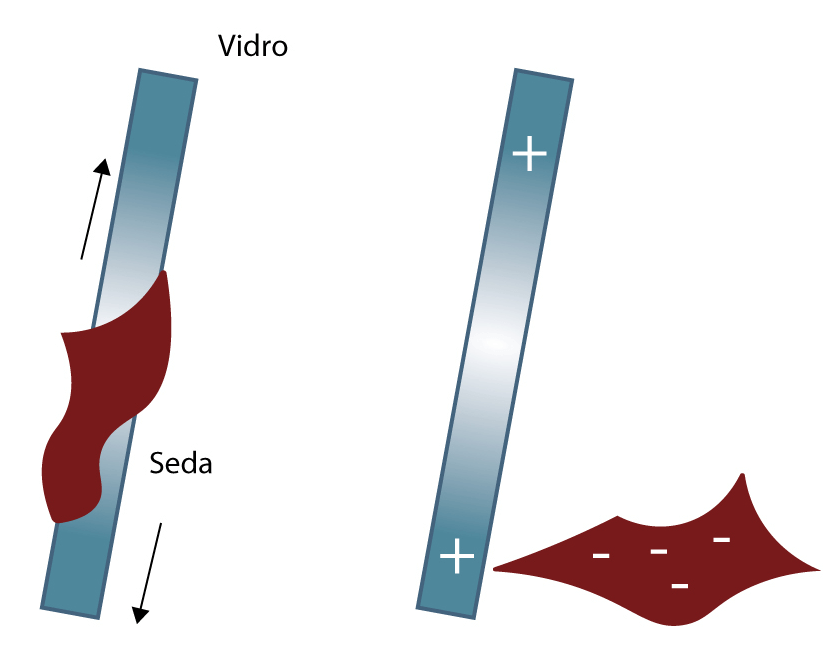 Vidro
Seda
+
+
- - -
-